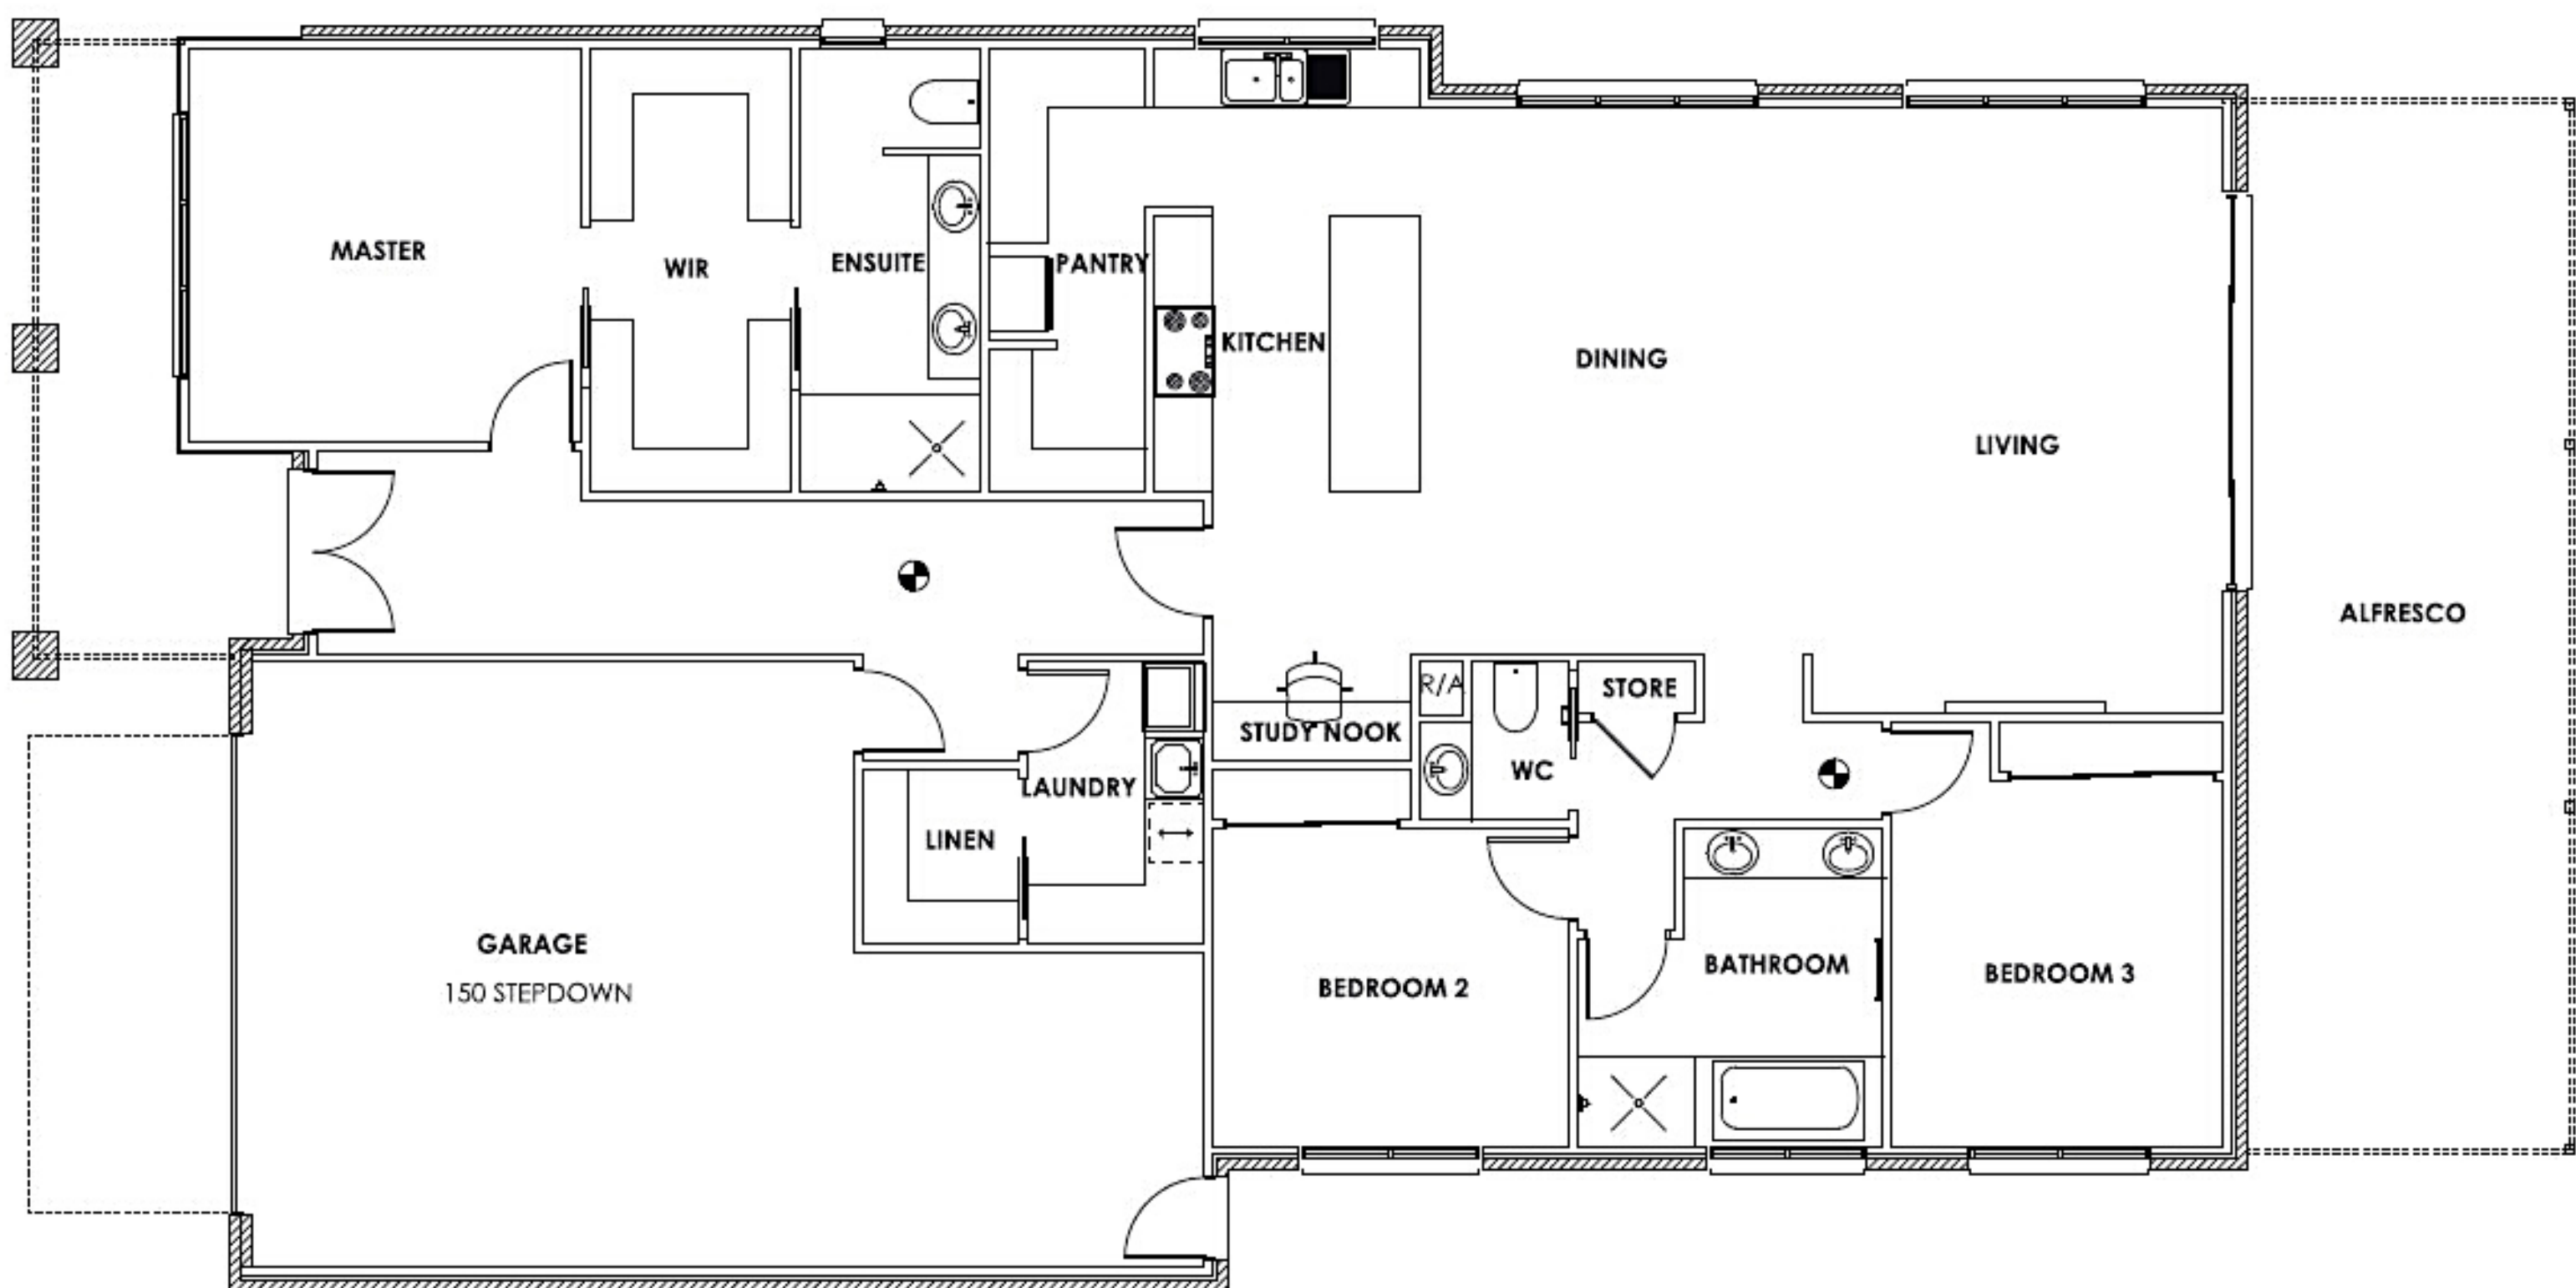 MASTER
WIR
ENSUITE
PANTRY
KITCHEN
DINING
LIVING
ALFRESCO
R/A
STORE
STUDY NOOK
WC
LAUNDRY
LINEN
GARAGE
150 STEPDOWN
BEDROOM 2
BATHROOM
BEDROOM 3